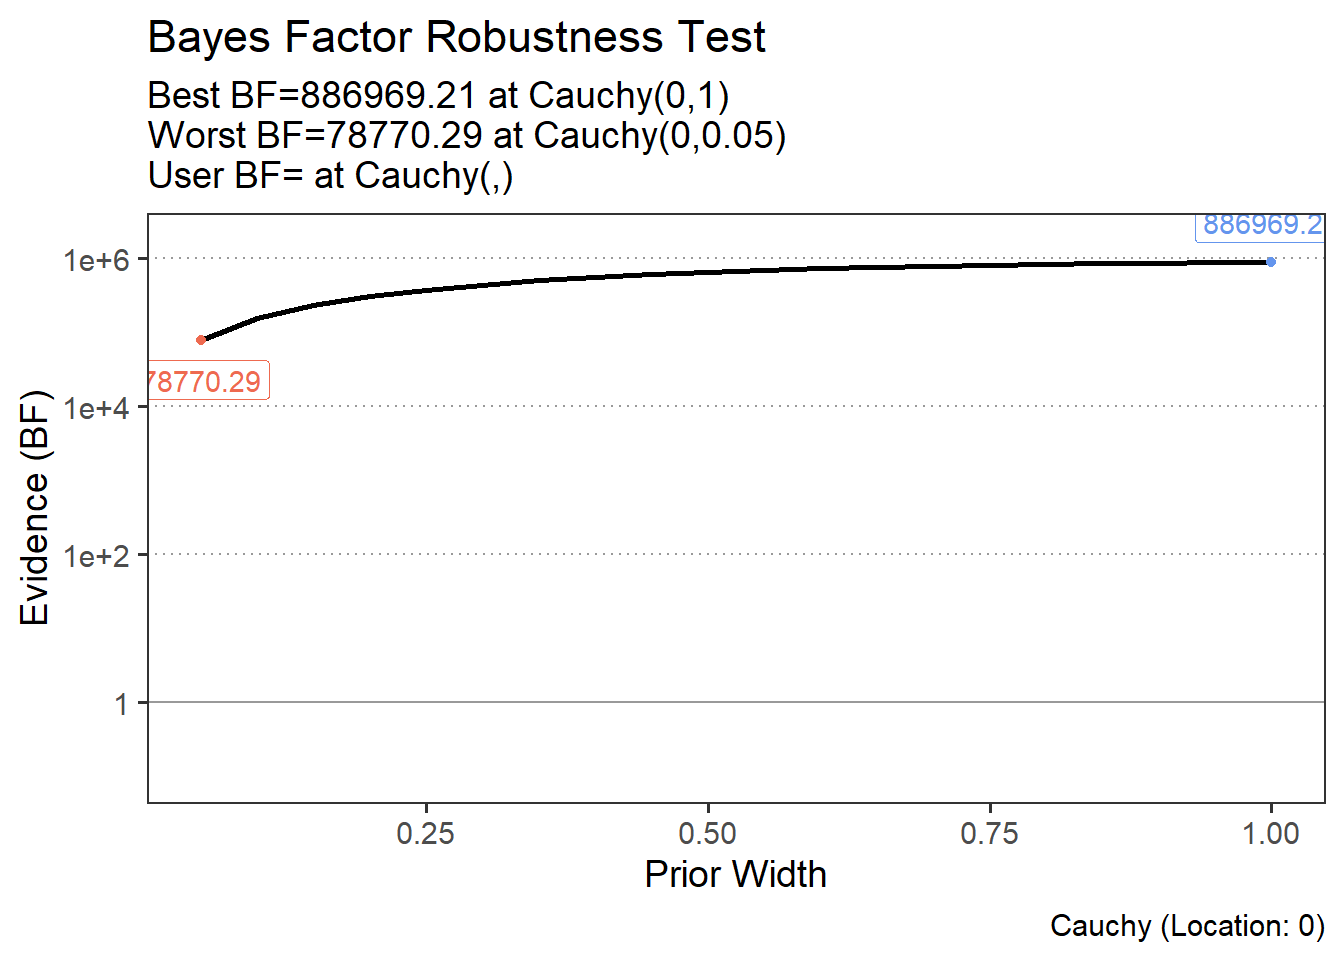 Bayes Factor Robustness Test
Best BF=886969.21 at Cauchy(0,1)
Worst BF=78770.29 at Cauchy(0,0.05)
User BF= at Cauchy(,)
886969.2
1e+6
78770.29
1e+4
1e+2
1
Evidence (BF)
0.25 0.50 0.75 1.00
Prior Width
Cauchy (Location: 0)